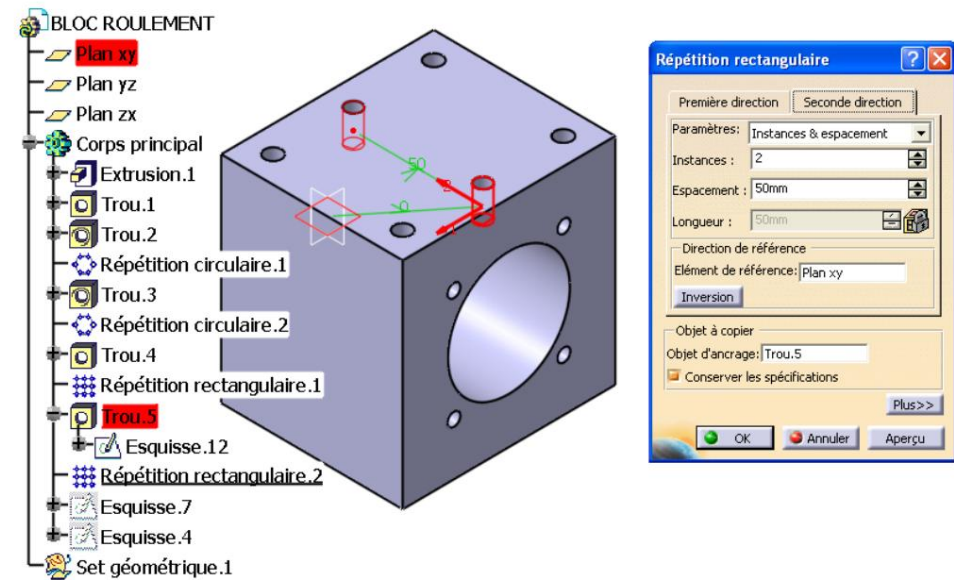 BLOC ROULEMENT
Plan xy
Plan yz
Plan zx
Corps principal
Extrusion.1
Trou.1
Trou.2
Répétition circulaire.1
Trou.3
Répétition circulaire.2
Trou.4
Répétition rectangulaire.1
Trou.5
Esquisse.12
Répétition rectangulaire.2
Esquisse.7
Esquisse.4
Set géométrique.1
50
0
2
1
Répétition rectangulaire
Première direction Seconde direction
Paramètres: Instances & espacement
Instances : 2
Espacement : 50mm
Longueur : 50mm
Direction de référence
Elément de référence: Plan xy
Inversion
Objet à copier
Objet d'ancrage: Trou.5
Conserver les spécifications
Plus>>
OK Annuler Aperçu